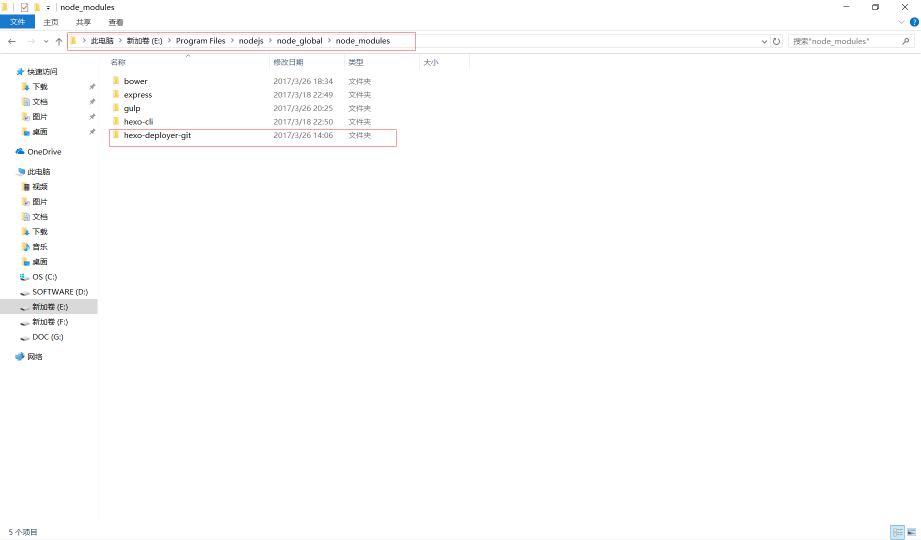 node_modules
文件 主页 共享 查看
此电脑 新加卷 (E:) Program Files nodejs node_global node_modules
搜索"node_modules"
名称 修改日期 类型 大小
快速访问
下载
文档
图片
桌面
OneDrive
此电脑
视频
图片
文档
下载
音乐
桌面
OS (C:)
SOFTWARE (D:)
新加卷 (E:)
新加卷 (F:)
DOC (G:)
网络
bower 2017/3/26 18:34 文件夹
express 2017/3/18 22:49 文件夹
gulp 2017/3/26 20:25 文件夹
hexo-cli 2017/3/18 22:50 文件夹
hexo-deployer-git 2017/3/26 14:06 文件夹
5 个项目